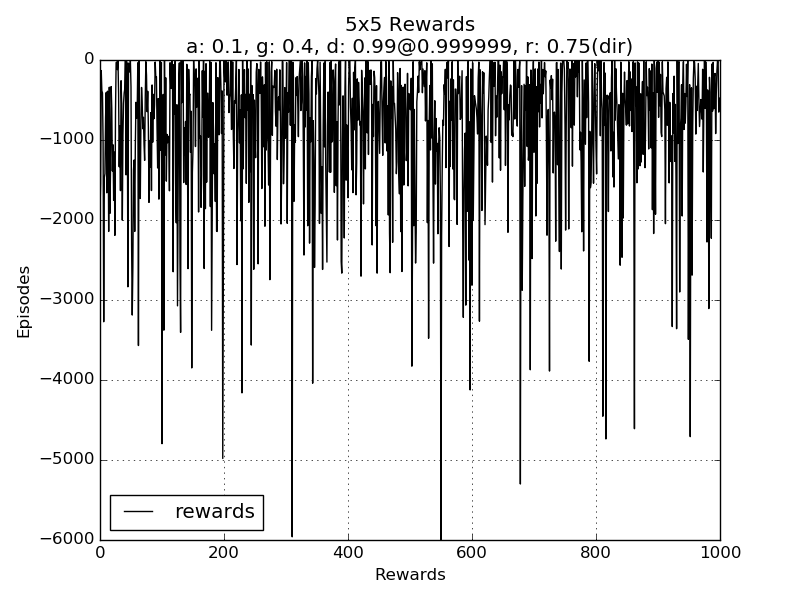 5x5 Rewards
a: 0.1, g: 0.4, d: 0.99@0.999999, r: 0.75(dir)
0
−1000
−2000
−3000
−4000
−5000
−6000
Episodes
rewards
0 200 400 600 800 1000
Rewards